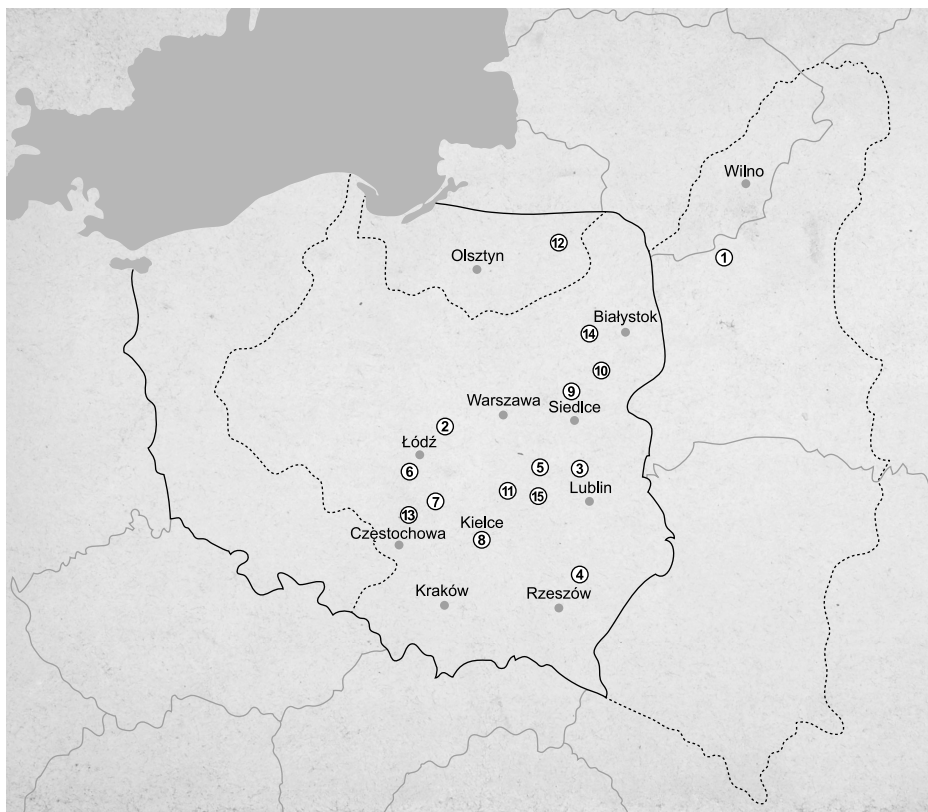 Wilno
1
12
Olsztyn
Białystok
14
10
9
Warszawa
Siedlce
2
Łódź
6
5
3
11
15
Lublin
7
13
Kielce
8
Częstochowa
4
Kraków
Rzeszów